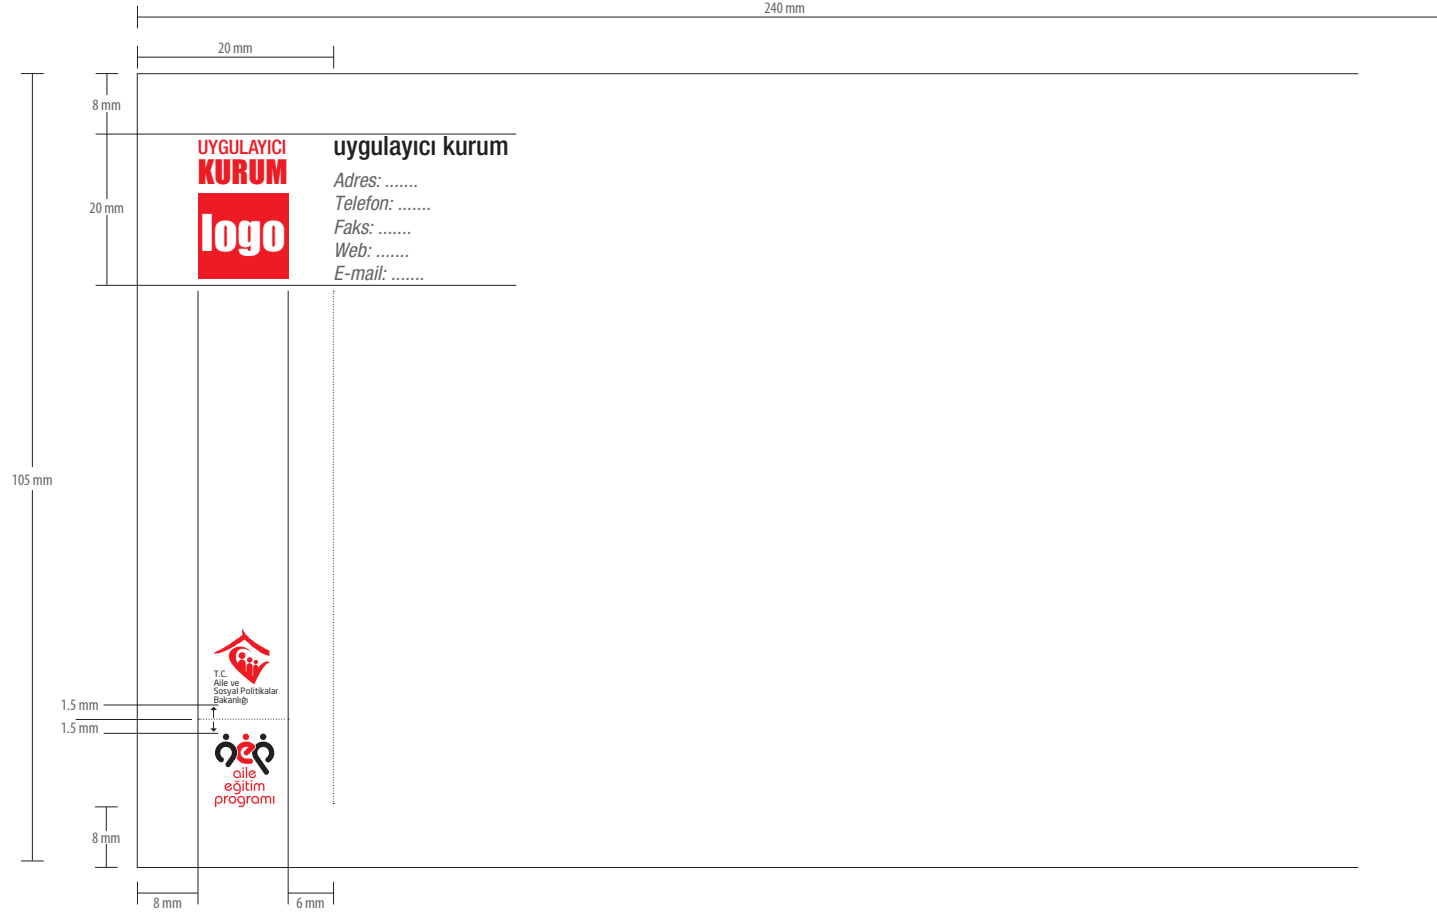 240 mm
20 mm
8 mm
UYGULAYICI
KURUM
logo
uygulayıcı kurum
Adres: .......
Telefon: .......
Faks: .......
Web: .......
E-mail: .......
20 mm
105 mm
T.C.
Aile ve
Sosyal Politikalar
Bakanlığı
1.5 mm
1.5 mm
aep
aile
eğitim
programı
8 mm
8 mm
6 mm